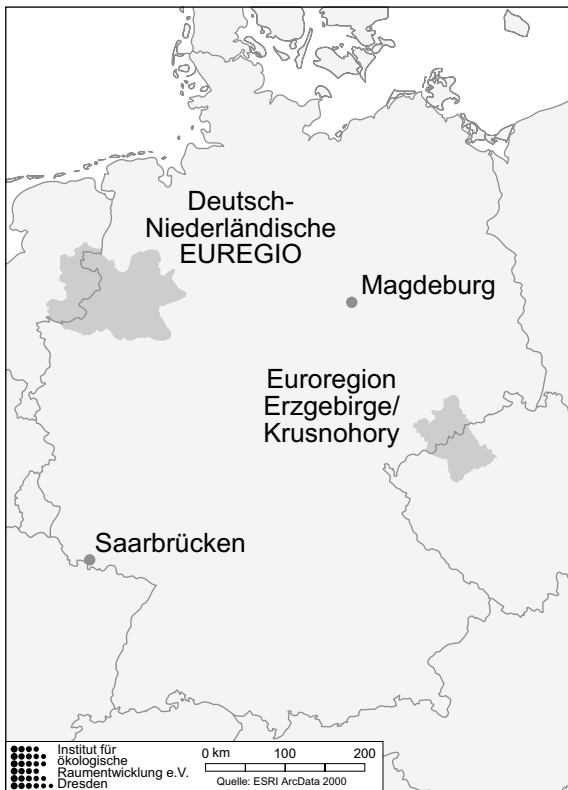 Deutsch-
Niederländische
EUREGIO
Magdeburg
Euroregion
Erzgebirge/
Krusnohory
Saarbrücken
Institut für
ökologische
Raumentwicklung e.V.
Dresden
0 km 100 200
Quelle: ESRI ArcData 2000